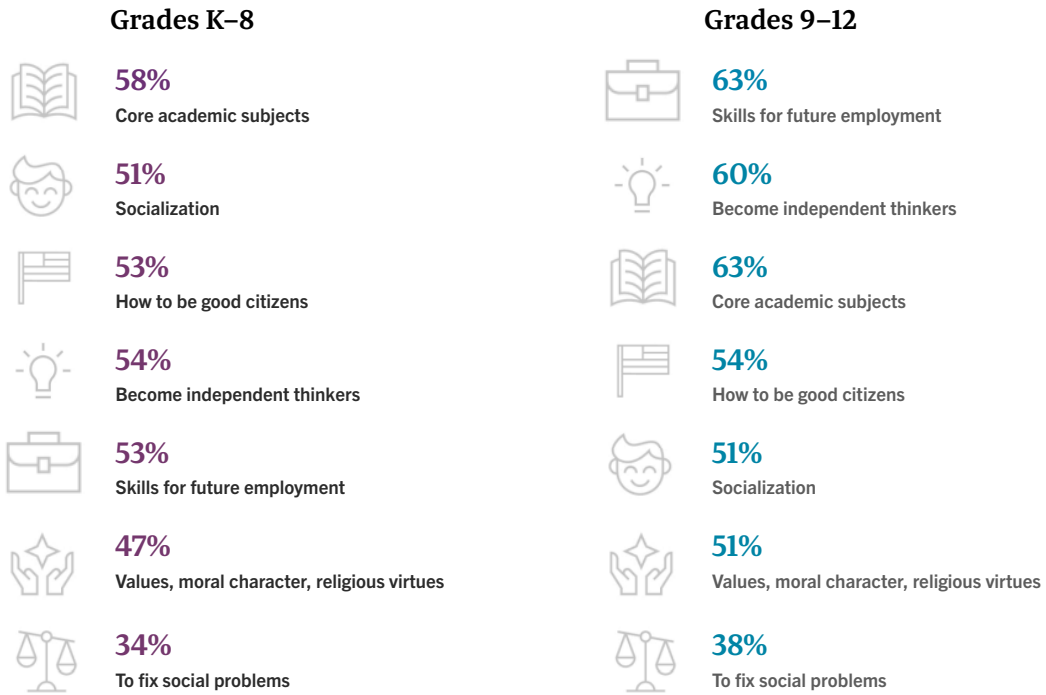 Grades K–8
58%
Core academic subjects
51%
Socialization
53%
How to be good citizens
54%
Become independent thinkers
53%
Skills for future employment
47%
Values, moral character, religious virtues
34%
To fix social problems
Grades 9–12
63%
Skills for future employment
60%
Become independent thinkers
63%
Core academic subjects
54%
How to be good citizens
51%
Socialization
51%
Values, moral character, religious virtues
38%
To fix social problems